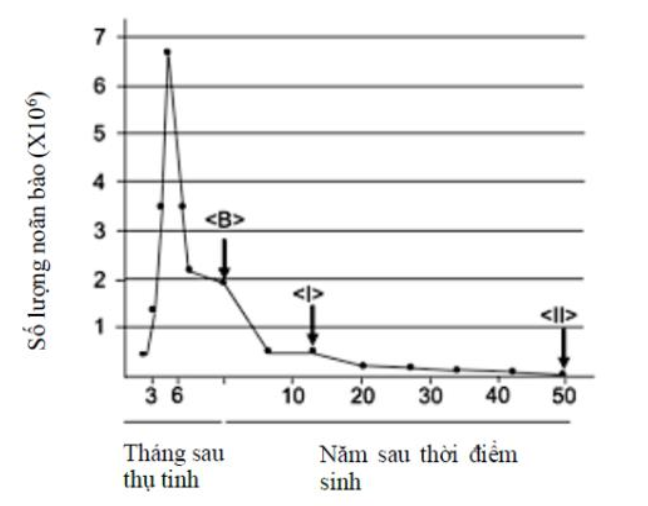 Số lượng noãn bào (X10⁶)
7
6
5
4
3
2
1
<B>
<I>
<II>
3 6 10 20 30 40 50
Tháng sau
thụ tinh
Năm sau thời điểm
sinh